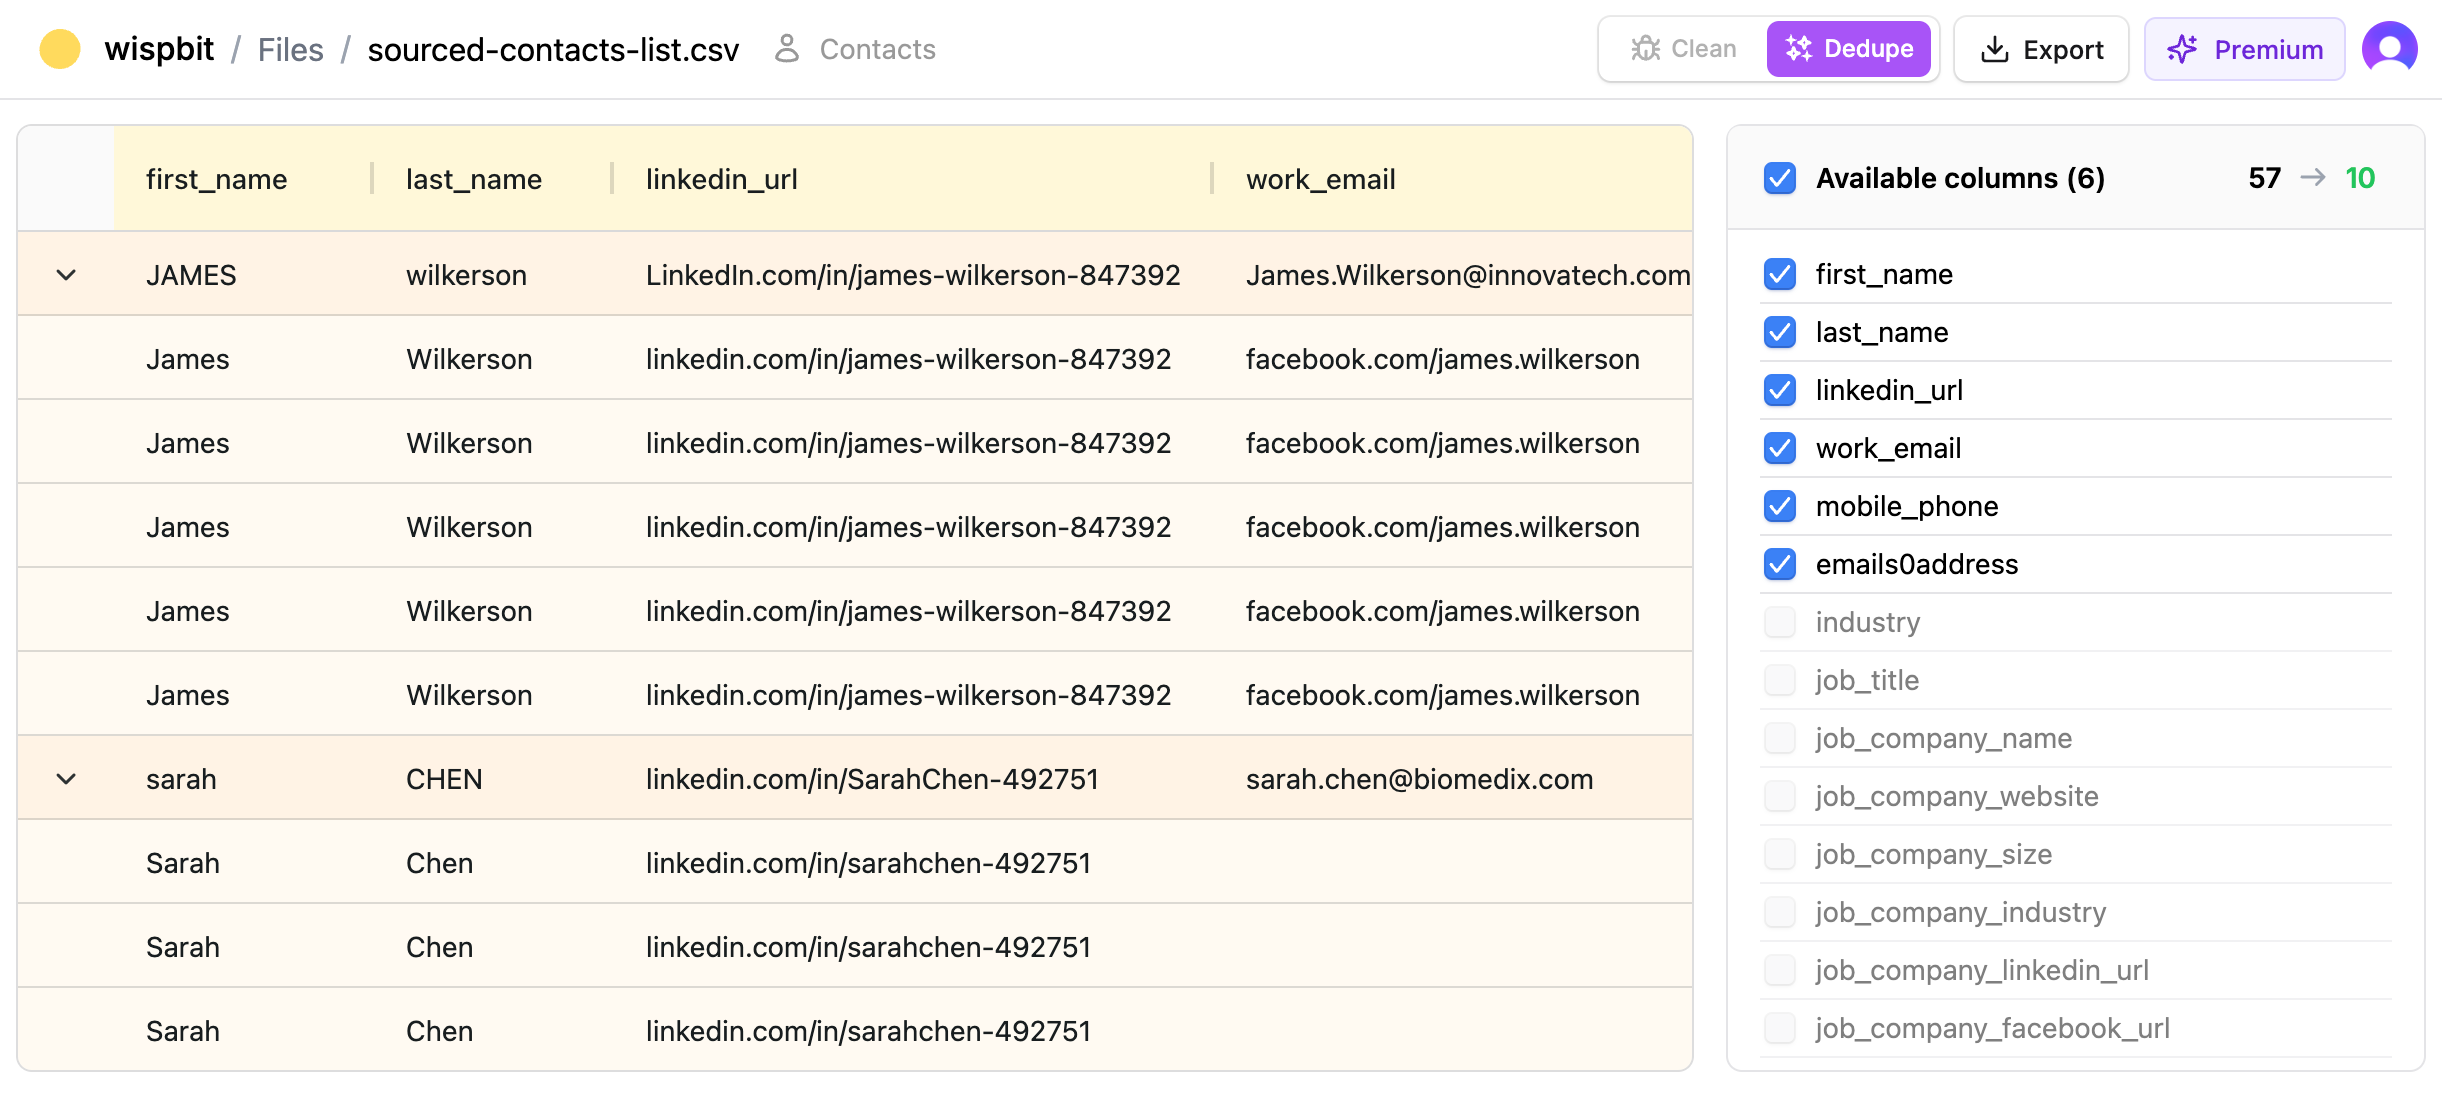 wispbit / Files / sourced-contacts-list.csv Contacts Clean Dedupe Export Premium
first_name last_name linkedin_url work_email
JAMES wilkerson LinkedIn.com/in/james-wilkerson-847392 James.Wilkerson@innovatech.com
James Wilkerson linkedin.com/in/james-wilkerson-847392 facebook.com/james.wilkerson
James Wilkerson linkedin.com/in/james-wilkerson-847392 facebook.com/james.wilkerson
James Wilkerson linkedin.com/in/james-wilkerson-847392 facebook.com/james.wilkerson
James Wilkerson linkedin.com/in/james-wilkerson-847392 facebook.com/james.wilkerson
James Wilkerson linkedin.com/in/james-wilkerson-847392 facebook.com/james.wilkerson
sarah CHEN linkedin.com/in/SarahChen-492751 sarah.chen@biomedix.com
Sarah Chen linkedin.com/in/sarahchen-492751
Sarah Chen linkedin.com/in/sarahchen-492751
Sarah Chen linkedin.com/in/sarahchen-492751
Available columns (6) 57 → 10
first_name
last_name
linkedin_url
work_email
mobile_phone
emails0address
industry
job_title
job_company_name
job_company_website
job_company_size
job_company_industry
job_company_linkedin_url
job_company_facebook_url